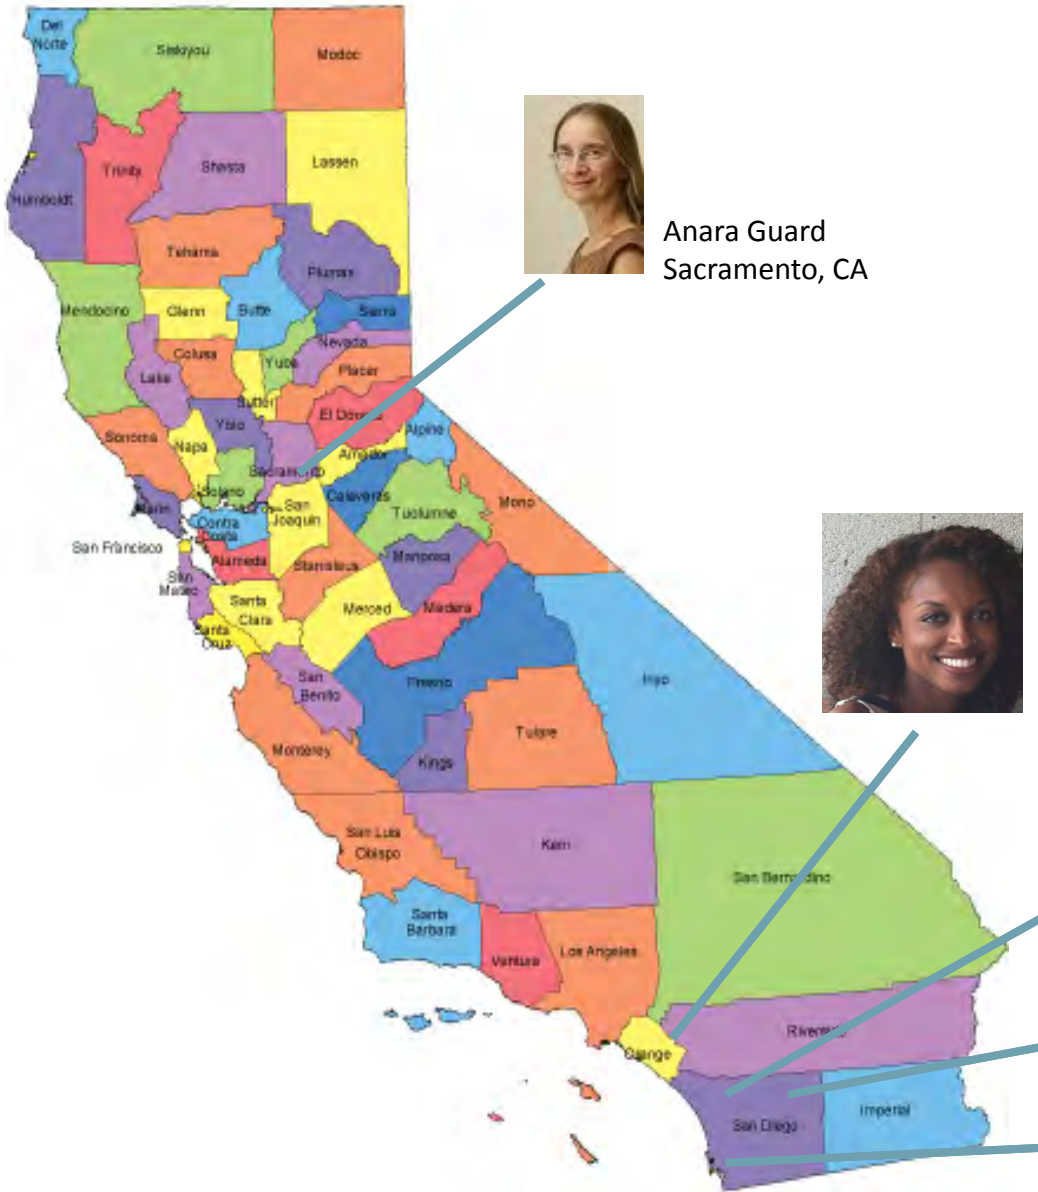 Del
Norte
Siskiyou
Modoc
Humboldt
Trinity
Shasta
Lassen
Anara Guard
Sacramento, CA
Tehama
Plumas
Mendocino
Glenn
Butte
Sierra
Nevada
Colusa
Yuba
Placer
Lake
Sutter
El Dorado
Sonoma
Napa
Yolo
Alpine
Amador
Sacramento
Solano
Calaveras
Marin
San
Joaquin
Tuolumne
Mono
Contra
Costa
San Francisco
Alameda
Stanislaus
Mariposa
San
Mateo
Santa
Clara
Merced
Madera
Santa
Cruz
San
Benito
Fresno
Inyo
Monterey
Kings
Tulare
San Luis
Obispo
Kern
San Bernardino
Santa
Barbara
Ventura
Los Angeles
Orange
Riverside
San Diego
Imperial